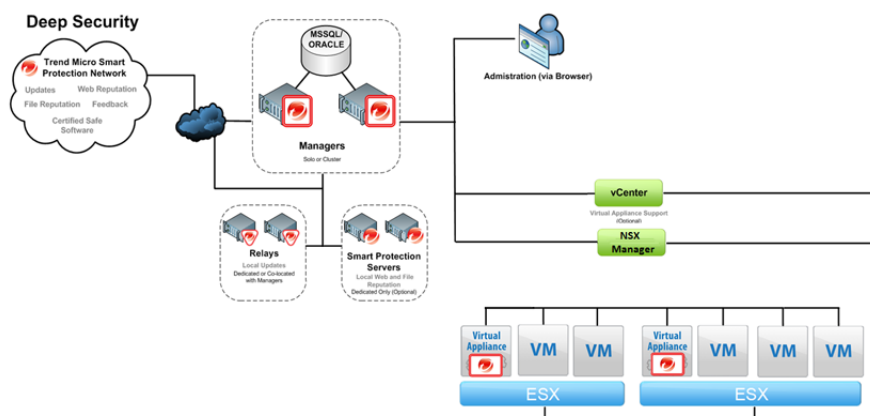 Deep Security
Trend Micro Smart
Protection Network
Updates
Web Reputation
File Reputation
Feedback
Certified Safe
Software
MSSQL/
ORACLE
Managers
Solo or Cluster
Admistration (via Browser)
vCenter
Virtual Appliance Support
(Optional)
NSX
Manager
Relays
Local Updates
Dedicated or Co-located
with Managers
Smart Protection
Servers
Local Web and File
Reputation
Dedicated Only (Optional)
Virtual
Appliance
VM
VM
Virtual
Appliance
VM
VM
VM
ESX
ESX